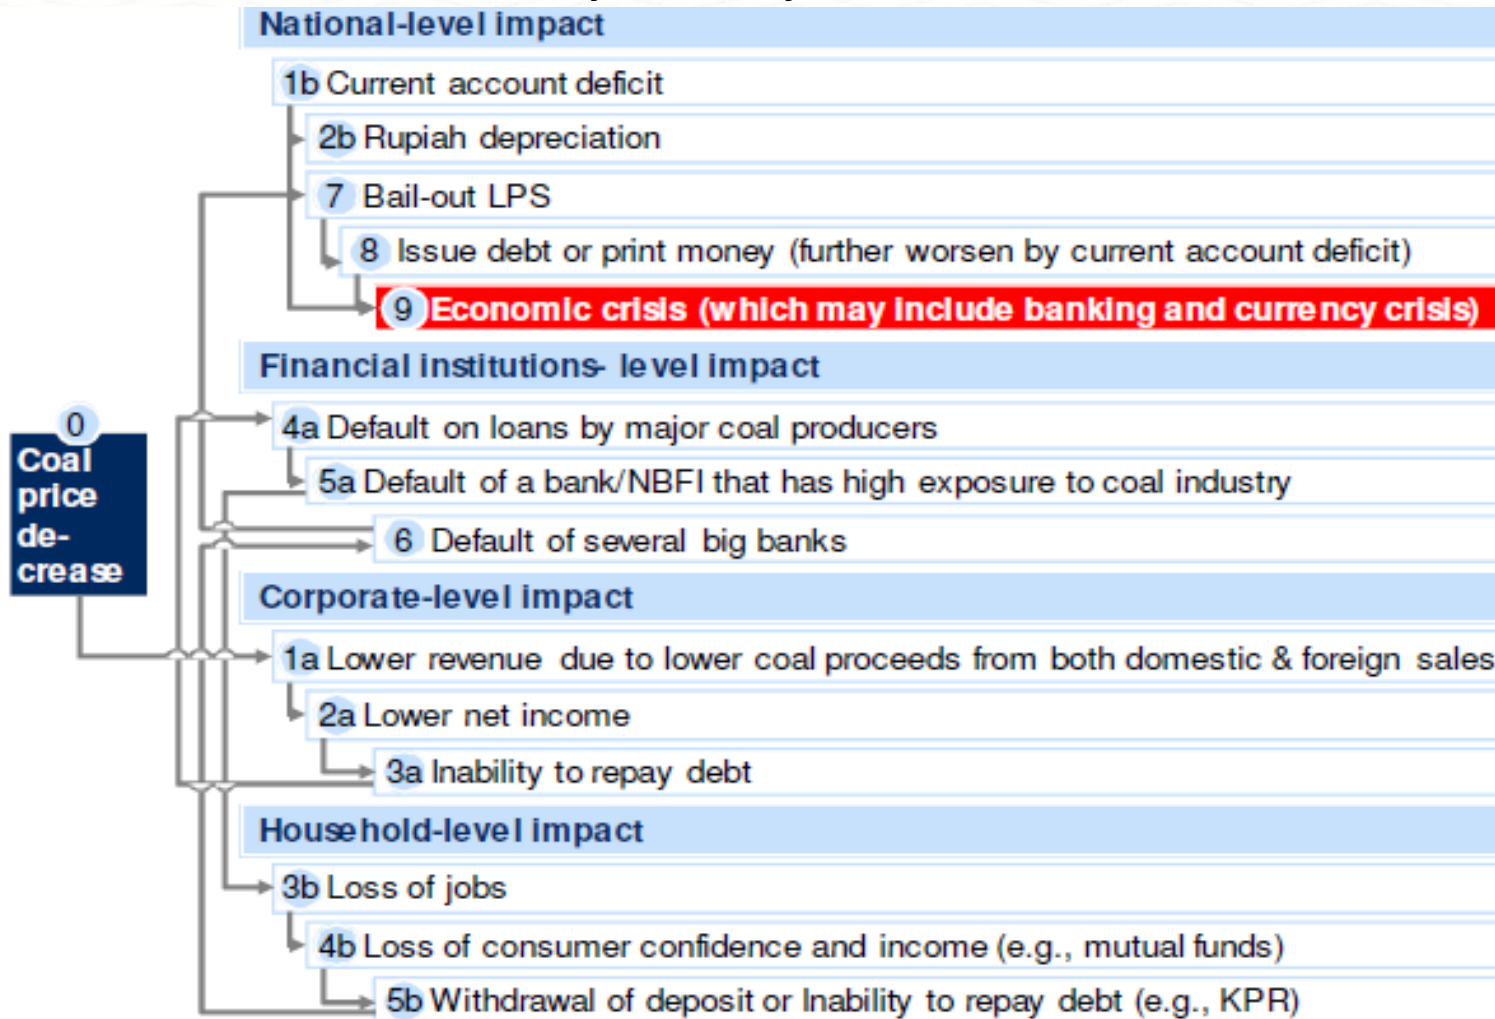 National-level impact
1b Current account deficit
2b Rupiah depreciation
7 Bail-out LPS
8 Issue debt or print money (further worsen by current account deficit)
9 Economic crisis (which may include banking and currency crisis)
Financial institutions- level impact
4a Default on loans by major coal producers
5a Default of a bank/NBFI that has high exposure to coal industry
6 Default of several big banks
0
Coal
price
de-
crease
Corporate-level impact
1a Lower revenue due to lower coal proceeds from both domestic & foreign sales
2a Lower net income
3a Inability to repay debt
Household-level impact
3b Loss of jobs
4b Loss of consumer confidence and income (e.g., mutual funds)
5b Withdrawal of deposit or Inability to repay debt (e.g., KPR)